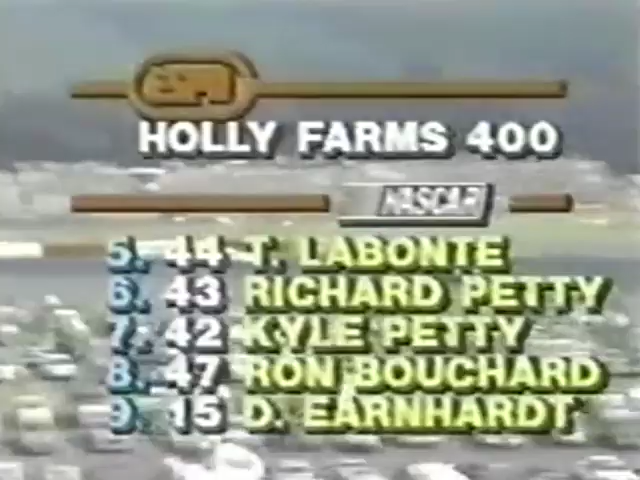 ESPN
HOLLY FARMS 400
NASCAR
5. 44 T. LABONTE
6. 43 RICHARD PETTY
7. 42 KYLE PETTY
8. 47 RON BOUCHARD
9. 15 D. EARNHARDT